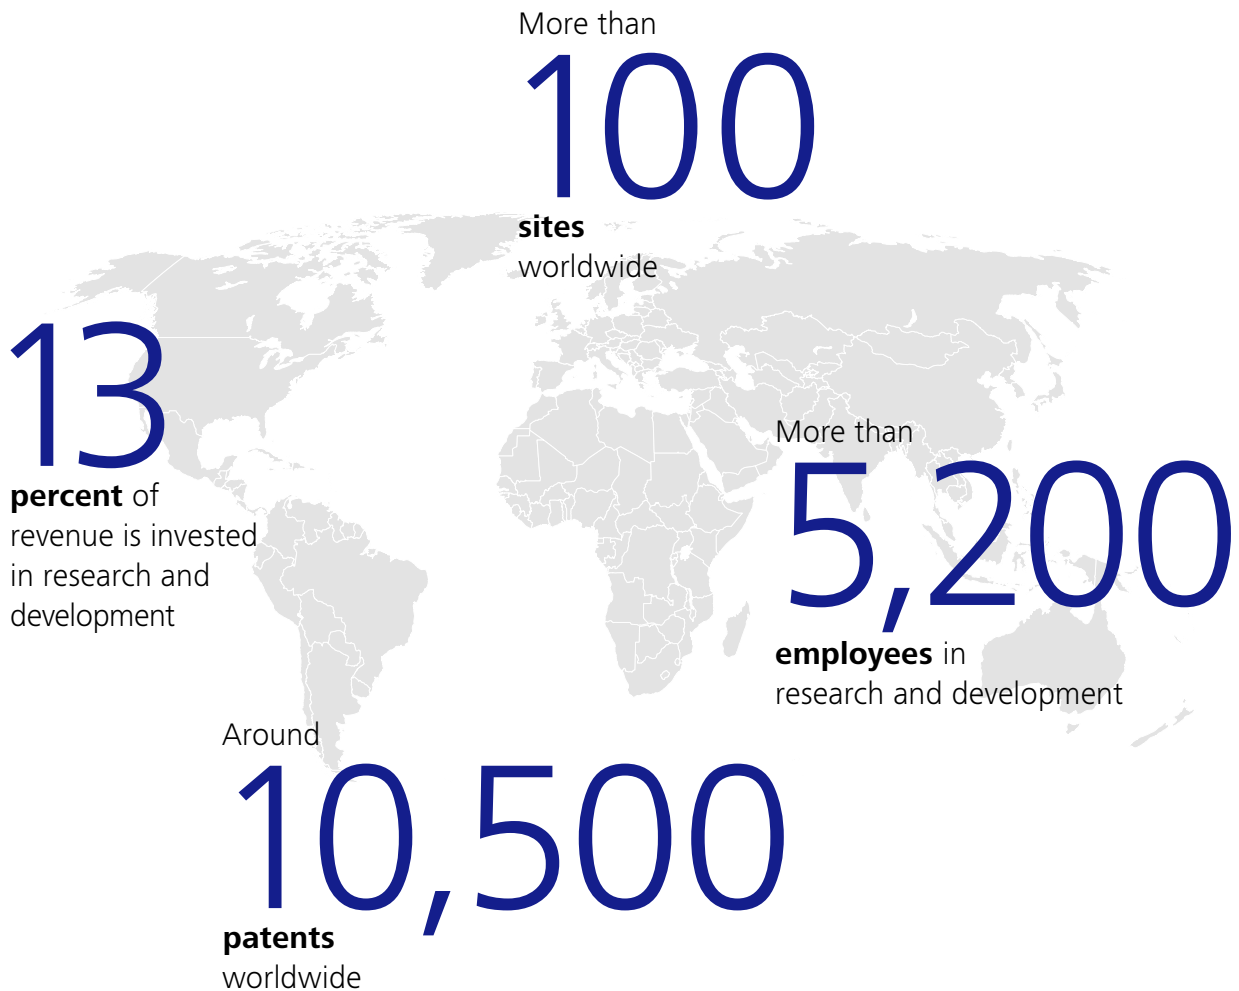 More than
100
sites
worldwide
13
percent of
revenue is invested
in research and
development
More than
5,200
employees in
research and development
Around
10,500
patents
worldwide